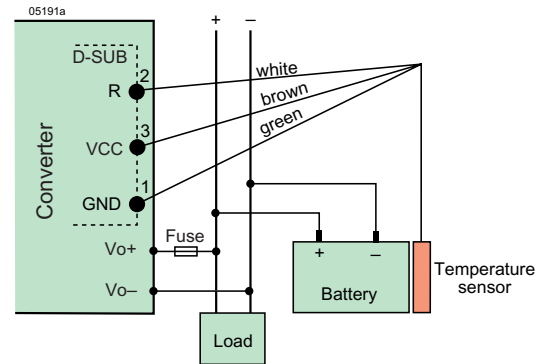 05191a
+ –
D-SUB
2
R
white
3
brown
VCC
green
1
GND
Converter
Fuse
Vo+
+ –
Temperature
sensor
Vo–
Battery
Load